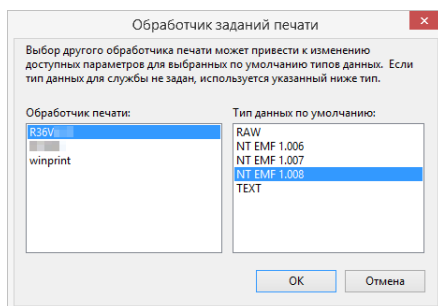 Обработчик заданий печати
Выбор другого обработчика печати может привести к изменению
доступных параметров для выбранных по умолчанию типов данных. Если
тип данных для службы не задан, используется указанный ниже тип.
Обработчик печати:
Тип данных по умолчанию:
R36V
winprint
RAW
NT EMF 1.006
NT EMF 1.007
NT EMF 1.008
TEXT
OK
Отмена